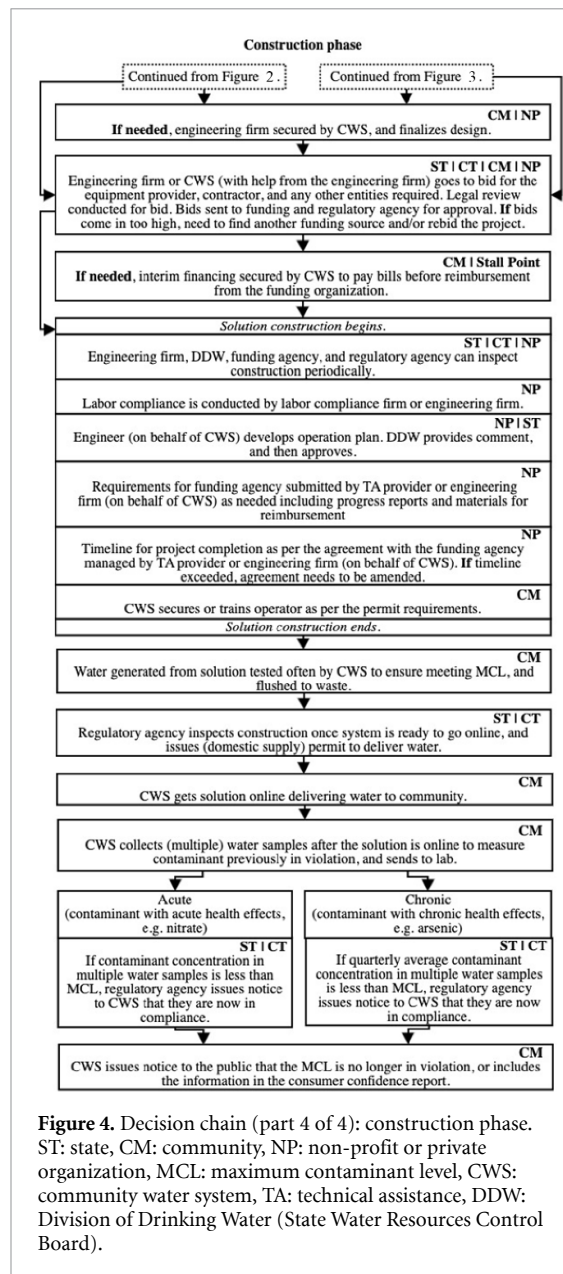 Construction phase
Continued from Figure 2.
Continued from Figure 3.
CM | NP
If needed, engineering firm secured by CWS, and finalizes design.
ST | CT | CM | NP
Engineering firm or CWS (with help from the engineering firm) goes to bid for the
equipment provider, contractor, and any other entities required. Legal review
conducted for bid. Bids sent to funding and regulatory agency for approval. If bids
come in too high, need to find another funding source and/or rebid the project.
CM | Stall Point
If needed, interim financing secured by CWS to pay bills before reimbursement
from the funding organization.
Solution construction begins.
ST | CT | NP
Engineering firm, DDW, funding agency, and regulatory agency can inspect
construction periodically.
NP
Labor compliance is conducted by labor compliance firm or engineering firm.
NP | ST
Engineer (on behalf of CWS) develops operation plan. DDW provides comment,
and then approves.
NP
Requirements for funding agency submitted by TA provider or engineering
firm (on behalf of CWS) as needed including progress reports and materials for
reimbursement
NP
Timeline for project completion as per the agreement with the funding agency
managed by TA provider or engineering firm (on behalf of CWS). If timeline
exceeded, agreement needs to be amended.
CM
CWS secures or trains operator as per the permit requirements.
Solution construction ends.
CM
Water generated from solution tested often by CWS to ensure meeting MCL, and
flushed to waste.
ST | CT
Regulatory agency inspects construction once system is ready to go online, and
issues (domestic supply) permit to deliver water.
CM
CWS gets solution online delivering water to community.
CM
CWS collects (multiple) water samples after the solution is online to measure
contaminant previously in violation, and sends to lab.
Acute
(contaminant with acute health effects,
e.g. nitrate)
ST | CT
If contaminant concentration in
multiple water samples is less than
MCL, regulatory agency issues notice
to CWS that they are now in
compliance.
Chronic
(contaminant with chronic health effects,
e.g. arsenic)
ST | CT
If quarterly average contaminant
concentration in multiple water samples
is less than MCL, regulatory agency
issues notice to CWS that they are now
in compliance.
CM
CWS issues notice to the public that the MCL is no longer in violation, or includes
the information in the consumer confidence report.
Figure 4. Decision chain (part 4 of 4): construction phase.
ST: state, CM: community, NP: non-profit or private
organization, MCL: maximum contaminant level, CWS:
community water system, TA: technical assistance, DDW:
Division of Drinking Water (State Water Resources Control
Board).